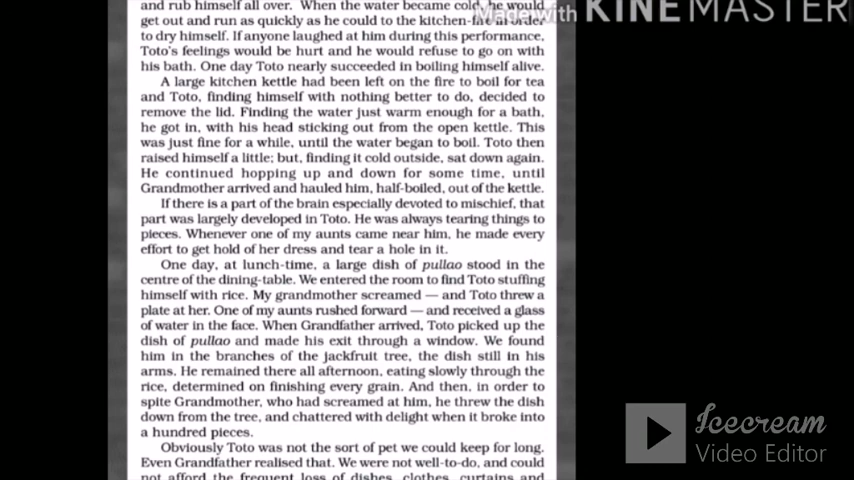 and rub himself all over. When the water became cold, he would
get out and run as quickly as he could to the kitchen-fire in order
to dry himself. If anyone laughed at him during this performance,
Toto's feelings would be hurt and he would refuse to go on with
his bath. One day Toto nearly succeeded in boiling himself alive.
A large kitchen kettle had been left on the fire to boil for tea
and Toto, finding himself with nothing better to do, decided to
remove the lid. Finding the water just warm enough for a bath,
he got in, with his head sticking out from the open kettle. This
was just fine for a while, until the water began to boil. Toto then
raised himself a little; but, finding it cold outside, sat down again.
He continued hopping up and down for some time, until
Grandmother arrived and hauled him, half-boiled, out of the kettle.
If there is a part of the brain especially devoted to mischief, that
part was largely developed in Toto. He was always tearing things to
pieces. Whenever one of my aunts came near him, he made every
effort to get hold of her dress and tear a hole in it.
One day, at lunch-time, a large dish of pullao stood in the
centre of the dining-table. We entered the room to find Toto stuffing
himself with rice. My grandmother screamed — and Toto threw a
plate at her. One of my aunts rushed forward — and received a glass
of water in the face. When Grandfather arrived, Toto picked up the
dish of pullao and made his exit through a window. We found
him in the branches of the jackfruit tree, the dish still in his
arms. He remained there all afternoon, eating slowly through the
rice, determined on finishing every grain. And then, in order to
spite Grandmother, who had screamed at him, he threw the dish
down from the tree, and chattered with delight when it broke into
a hundred pieces.
Obviously Toto was not the sort of pet we could keep for long.
Even Grandfather realised that. We were not well-to-do, and could
not afford the frequent loss of dishes, clothes, curtains and
Made with KINEMASTER
Icecream
Video Editor